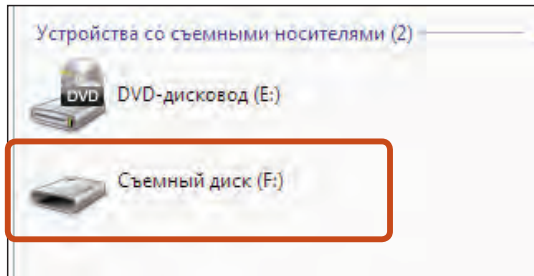 Устройства со съемными носителями (2)
DVD
DVD-дисковод (E:)
Съемный диск (F:)